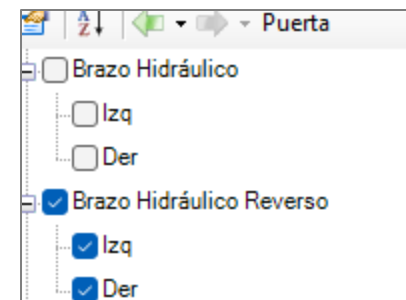 Puerta
Brazo Hidráulico
Izq
Der
Brazo Hidráulico Reverso
Izq
Der